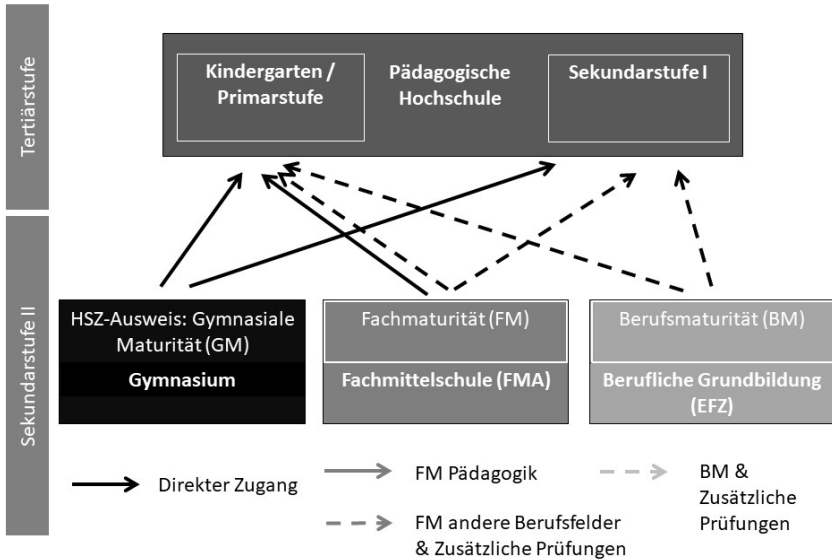 Tertiärstufe
Kindergarten /
Primarstufe
Pädagogische
Hochschule
Sekundarstufe I
Sekundarstufe II
HSZ-Ausweis: Gymnasiale
Maturität (GM)
Gymnasium
Fachmaturität (FM)
Fachmittelschule (FMA)
Berufsmaturität (BM)
Berufliche Grundbildung
(EFZ)
Direkter Zugang
FM Pädagogik
FM andere Berufsfelder
& Zusätzliche Prüfungen
BM &
Zusätzliche
Prüfungen